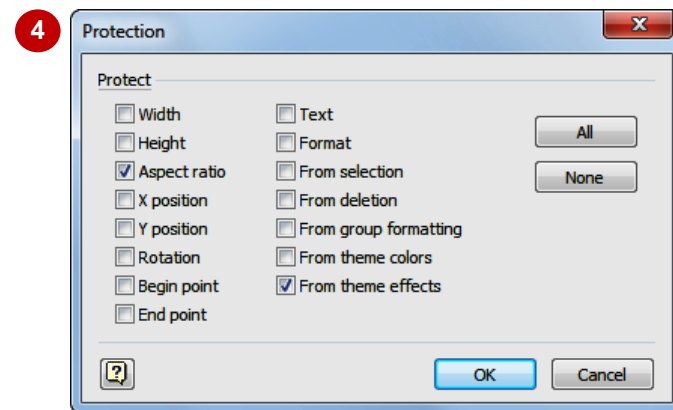 4
Protection
Protect
Width
Height
Aspect ratio
X position
Y position
Rotation
Begin point
End point
Text
Format
From selection
From deletion
From group formatting
From theme colors
From theme effects
All
None
?
OK
Cancel